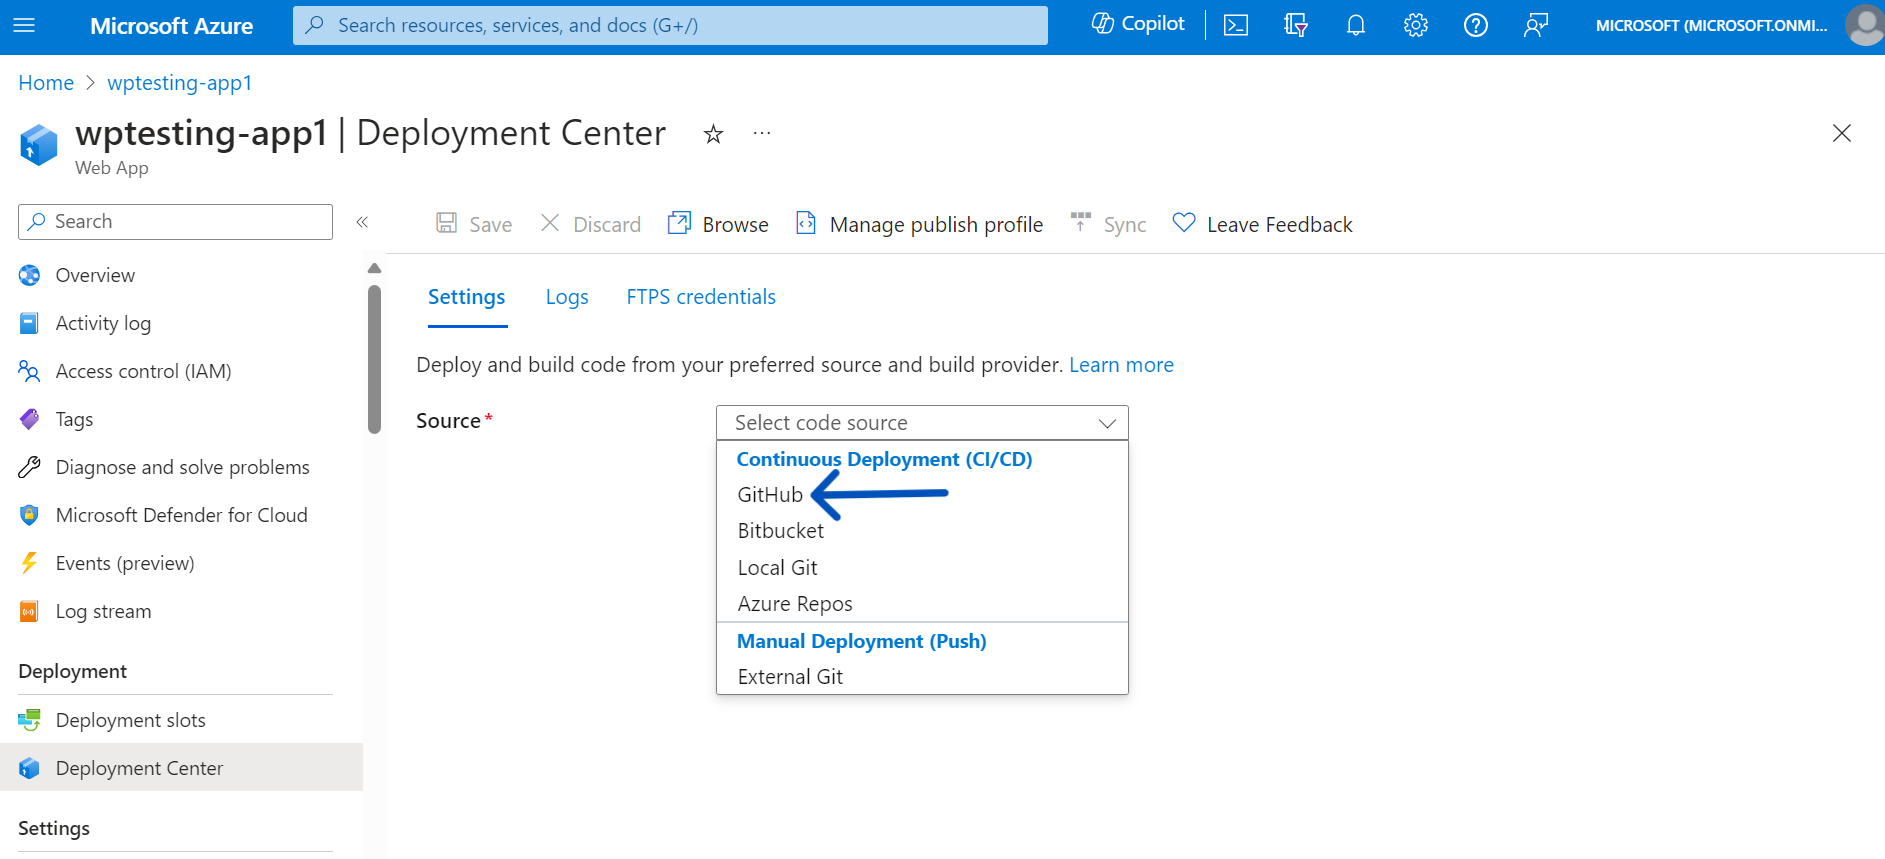 Microsoft Azure
Search resources, services, and docs (G+/)
Copilot
MICROSOFT (MICROSOFT.ONMI...
Home > wptesting-app1
wptesting-app1 | Deployment Center
...
Web App
Search
Save
Discard
Browse
Manage publish profile
Sync
Leave Feedback
Overview
Activity log
Access control (IAM)
Tags
Diagnose and solve problems
Microsoft Defender for Cloud
Events (preview)
Log stream
Deployment
Deployment slots
Deployment Center
Settings
Settings
Logs
FTPS credentials
Deploy and build code from your preferred source and build provider. Learn more
Source*
Select code source
Continuous Deployment (CI/CD)
GitHub
Bitbucket
Local Git
Azure Repos
Manual Deployment (Push)
External Git